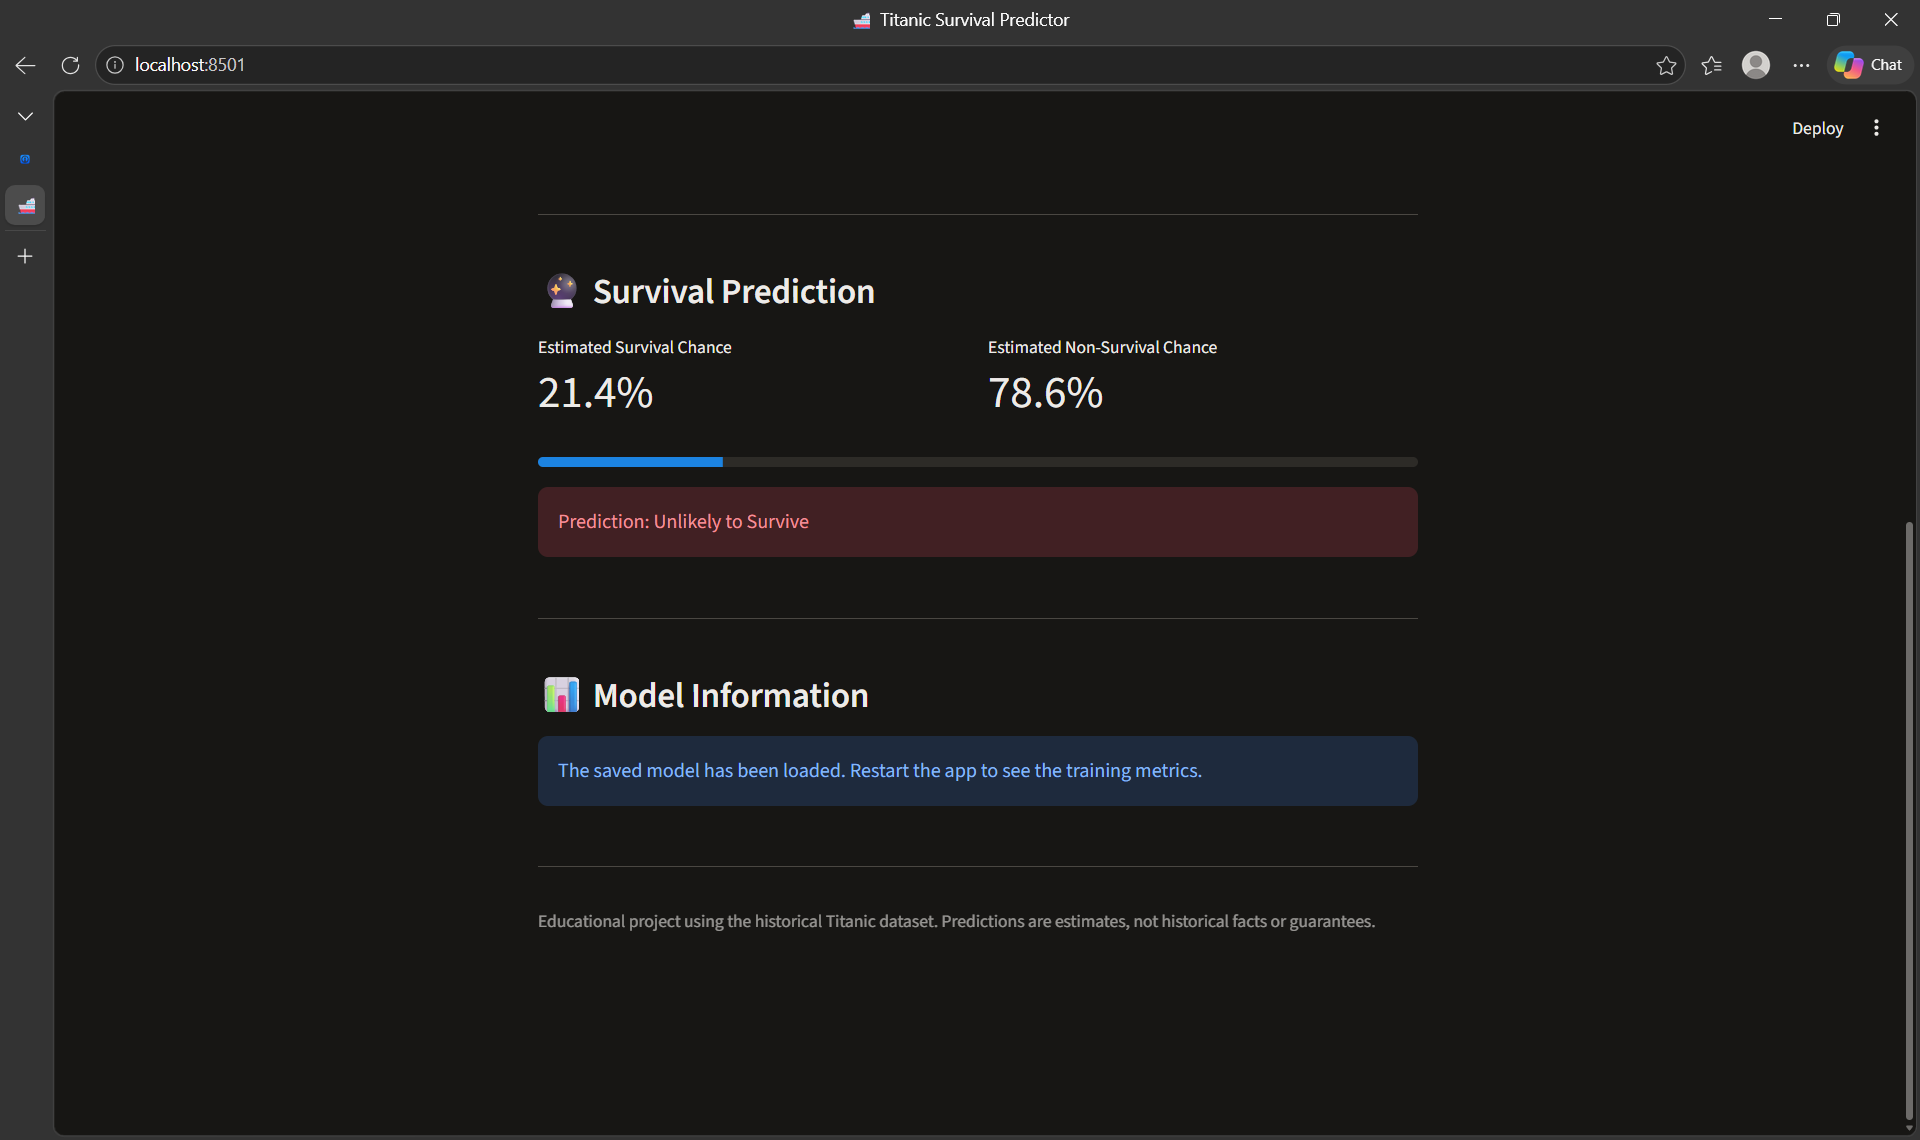 Titanic Survival Predictor
localhost:8501
Chat
Deploy
Survival Prediction
Estimated Survival Chance
21.4%
Estimated Non-Survival Chance
78.6%
Prediction: Unlikely to Survive
Model Information
The saved model has been loaded. Restart the app to see the training metrics.
Educational project using the historical Titanic dataset. Predictions are estimates, not historical facts or guarantees.